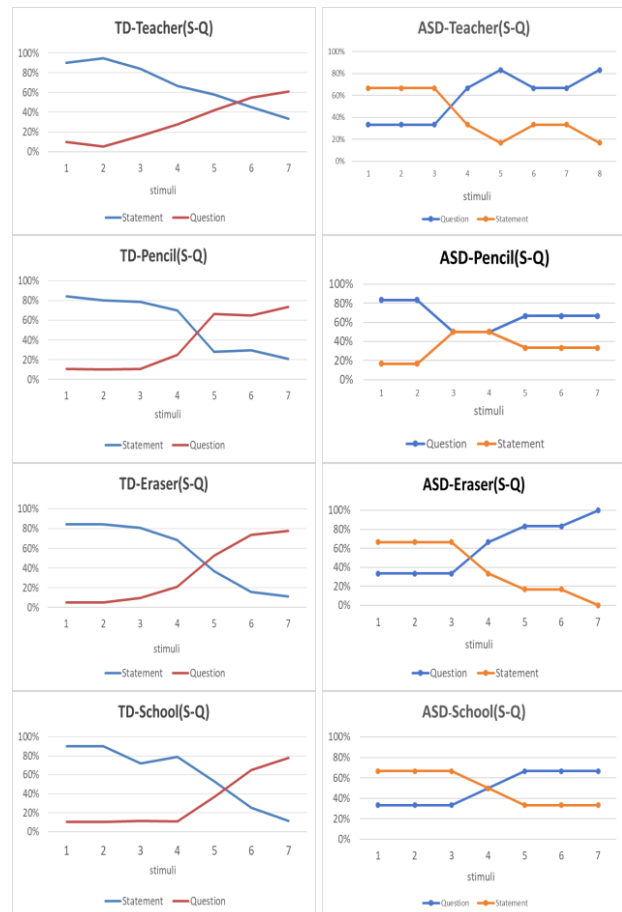 TD-Teacher(S-Q)
100%
80%
60%
40%
20%
0%
1 2 3 4 5 6 7
stimuli
Statement Question
ASD-Teacher(S-Q)
100%
80%
60%
40%
20%
0%
1 2 3 4 5 6 7 8
stimuli
Question Statement
TD-Pencil(S-Q)
100%
80%
60%
40%
20%
0%
1 2 3 4 5 6 7
stimuli
Statement Question
ASD-Pencil(S-Q)
100%
80%
60%
40%
20%
0%
1 2 3 4 5 6 7
stimuli
Question Statement
TD-Eraser(S-Q)
100%
80%
60%
40%
20%
0%
1 2 3 4 5 6 7
stimuli
Statement Question
ASD-Eraser(S-Q)
100%
80%
60%
40%
20%
0%
1 2 3 4 5 6 7
stimuli
Question Statement
TD-School(S-Q)
100%
80%
60%
40%
20%
0%
1 2 3 4 5 6 7
stimuli
Statement Question
ASD-School(S-Q)
100%
80%
60%
40%
20%
0%
1 2 3 4 5 6 7
stimuli
Question Statement